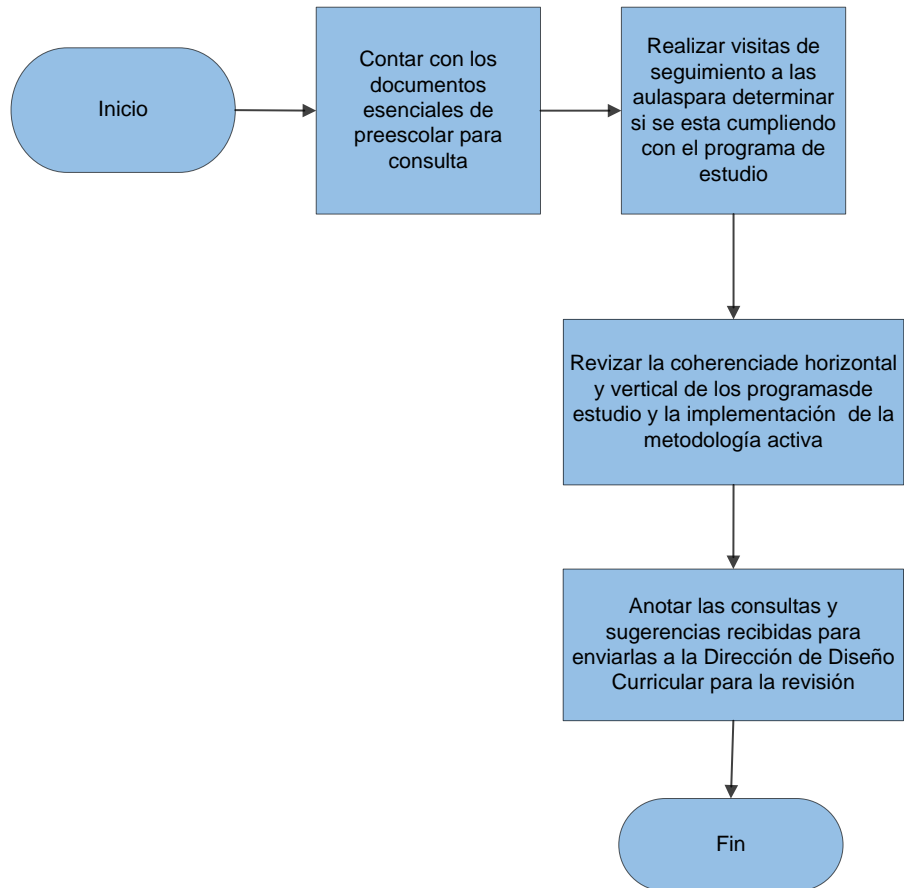 Inicio
Contar con los
documentos
esenciales de
preescolar para
consulta
Realizar visitas de
seguimiento a las
aulaspara determinar
si se esta cumpliendo
con el programa de
estudio
Revizar la coherenciade horizontal
y vertical de los programasde
estudio y la implementación  de la
metodología activa
Anotar las consultas y
sugerencias recibidas para
enviarlas a la Dirección de Diseño
Curricular para la revisión
Fin